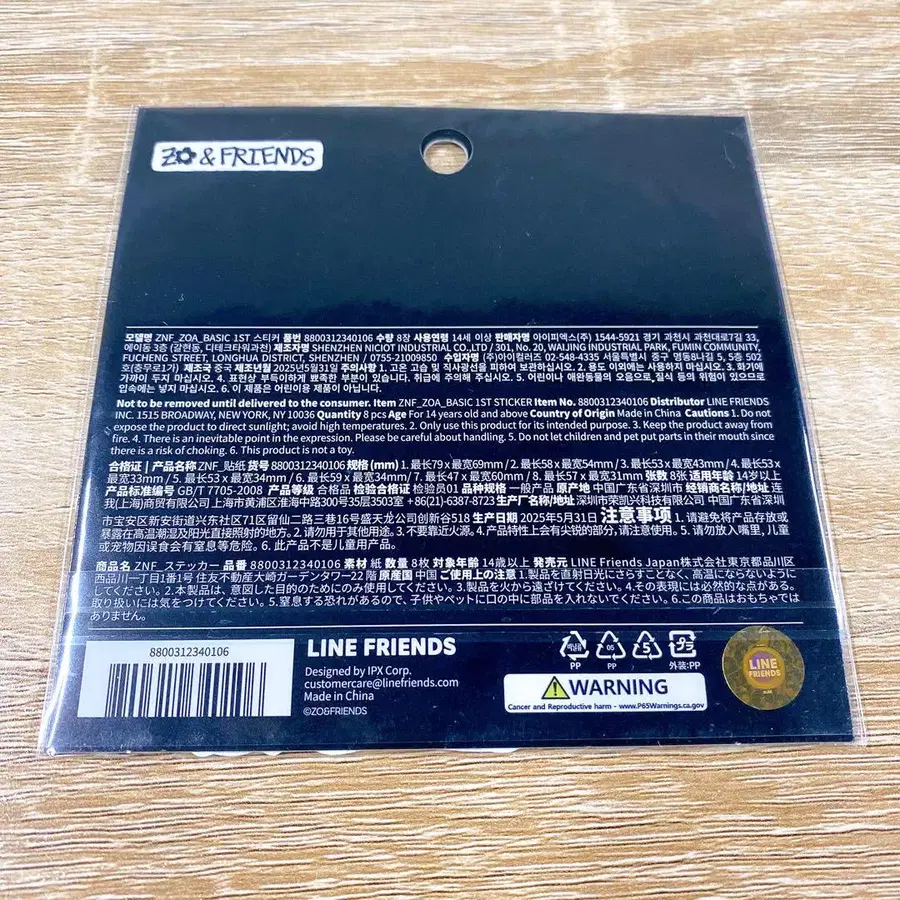 ZO & FRIENDS
모델명 ZNF_ZOA_BASIC 1ST 스티커 품번 8800312340106 수량 8장 사용연령 14세 이상 판매자명 아이피엑스(주) 1544-5921 경기 과천시 과천대로7길 33,
에이동 3층 (갈현동, 디테크타워과천) 제조자명 SHENZHEN NICIOT INDUSTRIAL CO.,LTD / 301, No. 20, WAIJING INDUSTRIAL PARK, FUMIN COMMUNITY,
FUCHENG STREET, LONGHUA DISTRICT, SHENZHEN / 0755-21009850 수입자명 (주)아이컬러즈 02-548-4335 서울특별시 중구 명동8나길 5, 5층 502
호(충무로1가) 제조국 중국 제조년월 2025년5월31일 주의사항 1. 고온 고습 및 직사광선을 피하여 보관하십시오. 2. 용도 이외에는 사용하지 마십시오. 3. 화기에
가까이 두지 마십시오. 4. 표현상 부득이하게 뾰족한 부분이 있습니다. 취급에 주의해 주십시오. 5. 어린이나 애완동물의 오음으로 질식 등의 위험이 있으므로
입속에는 넣지 마십시오. 6. 이 제품은 어린이용 제품이 아닙니다.
Not to be removed until delivered to the consumer. Item ZNF_ZOA_BASIC 1ST STICKER Item No. 8800312340106 Distributor LINE FRIENDS
INC. 1515 BROADWAY, NEW YORK, NY 10036 Quantity 8 pcs Age For 14 years old and above Country of Origin Made in China Cautions 1. Do not
expose the product to direct sunlight; avoid high temperatures. 2. Only use this product for its intended purpose. 3. Keep the product away from
fire. 4. There is an inevitable point in the expression. Please be careful about handling. 5. Do not let children and pet put parts in their mouth since
there is a risk of choking. 6. This product is not a toy.
合格证 | 产品名称 ZNF_贴纸 货号 8800312340106 规格 (mm) 1. 最长79 x 最宽69mm / 2. 最长58 x 最宽54mm / 3. 最长53 x 最宽43mm / 4. 最长53 x
最宽33mm / 5. 最长53 x 最宽34mm / 6. 最长59 x 最宽34mm / 7. 最长47 x 最宽60mm / 8. 最长57 x 最宽31mm 张数 8张 适用年龄 14岁以上
产品标准编号 GB/T 7705-2008 产品等级 合格品 检验合格证 检验员01 品种规格 一般产品 原产地 中国广东省深圳市 经销商名称/地址 连
我(上海)商贸有限公司 上海市黄浦区淮海中路300号35层3503室 +86(21)-6387-8723 生产厂名称/地址 深圳市荣凯兴科技有限公司 中国广东省深圳
市宝安区新安街道兴东社区71区留仙二路三巷16号盛天龙公司创新谷518 生产日期 2025年5月31日 注意事项 1. 请避免将产品存放或
暴露在高温潮湿及阳光直接照射的地方。2. 请勿用于其他用途。3. 不要靠近火源。4. 产品特性上会有尖锐的部分, 请注意使用。5. 请勿放入嘴里, 儿童
或宠物因误食会有窒息等危险。6. 此产品不是儿童用产品。
商品名 ZNF_ステッカー 品番 8800312340106 素材 紙 数量 8枚 対象年齢 14歳以上 発売元 LINE Friends Japan株式会社東京都品川区
西品川一丁目1番1号 住友不動産大崎ガーデンタワー22階 原産国 中国 ご使用上の注意 1.製品を直射日光にさらすことなく、高温にならないように
してください。2.本製品は、意図した目的のためにのみ使用してください。3.製品を火から遠ざけてください。4.その表現には必然的な点がある。
取り扱いには気をつけてください。5.窒息する恐れがあるので、子供やペットに口の中に部品を入れないでください。6.この商品はおもちゃでは
ありません。
8800312340106
LINE FRIENDS
Designed by IPX Corp.
customercare@linefriends.com
Made in China
©ZO&FRIENDS
PP
05
PP
5
外装:PP
WARNING
Cancer and Reproductive harm - www.P65Warnings.ca.gov
LINE
FRIENDS